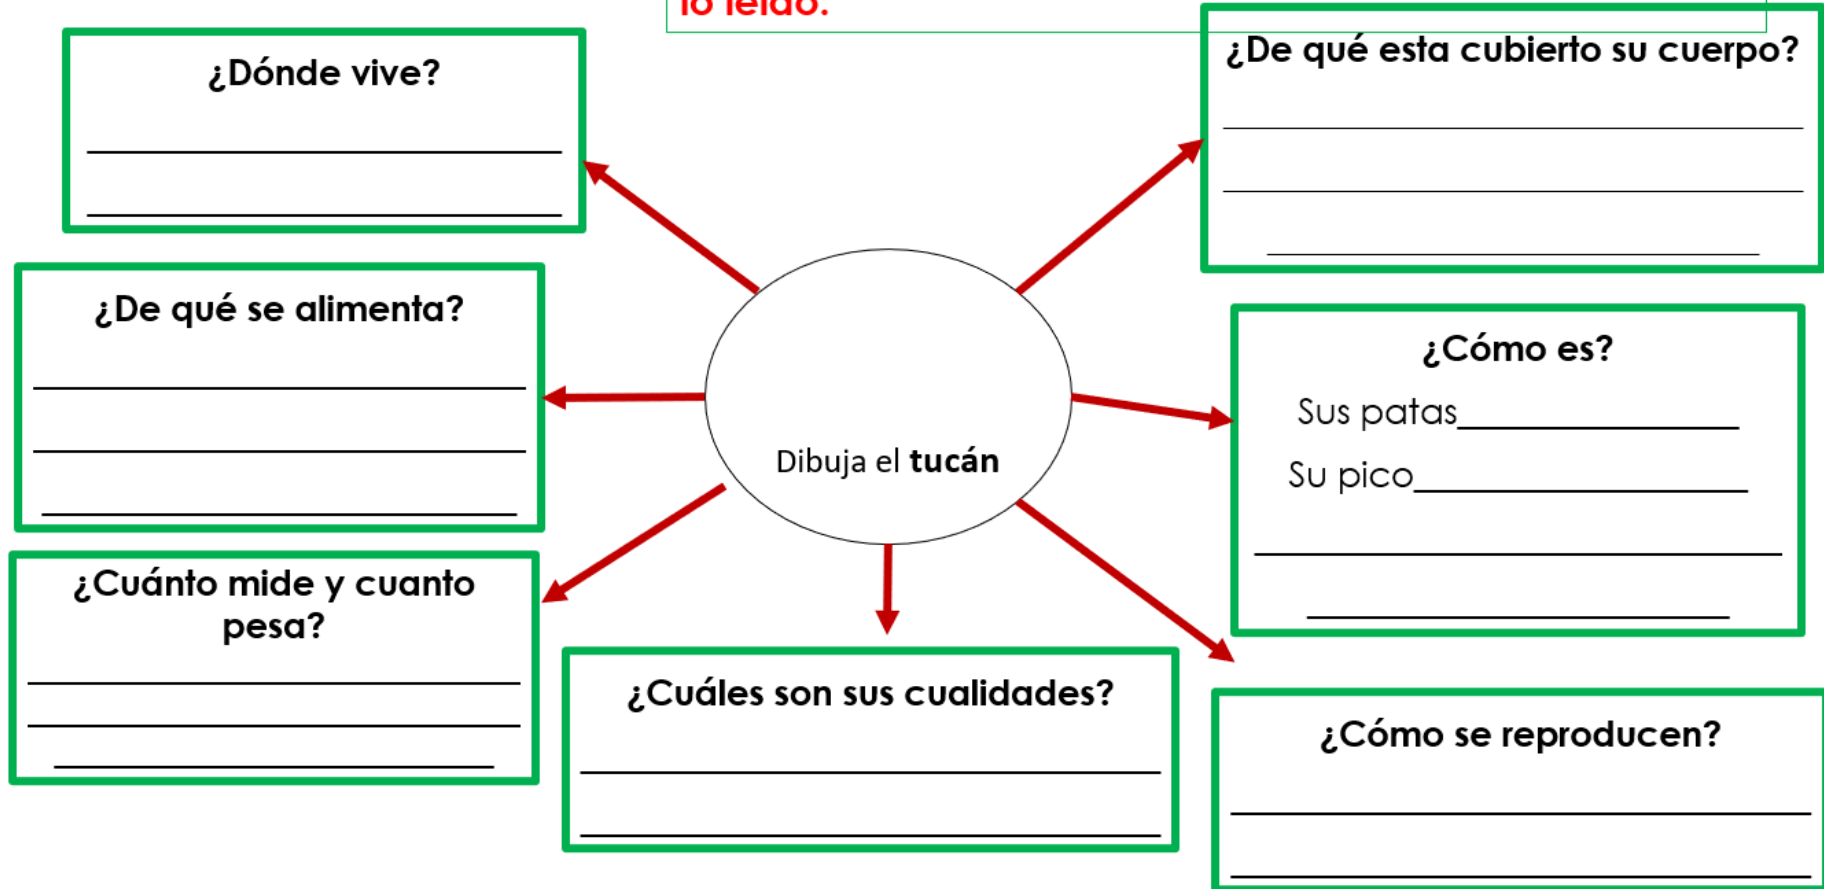 lo leído.
¿Dónde vive?
¿De qué esta cubierto su cuerpo?
¿De qué se alimenta?
¿Cómo es?
Sus patas
Su pico
Dibuja el tucán
¿Cuánto mide y cuanto
pesa?
¿Cuáles son sus cualidades?
¿Cómo se reproducen?